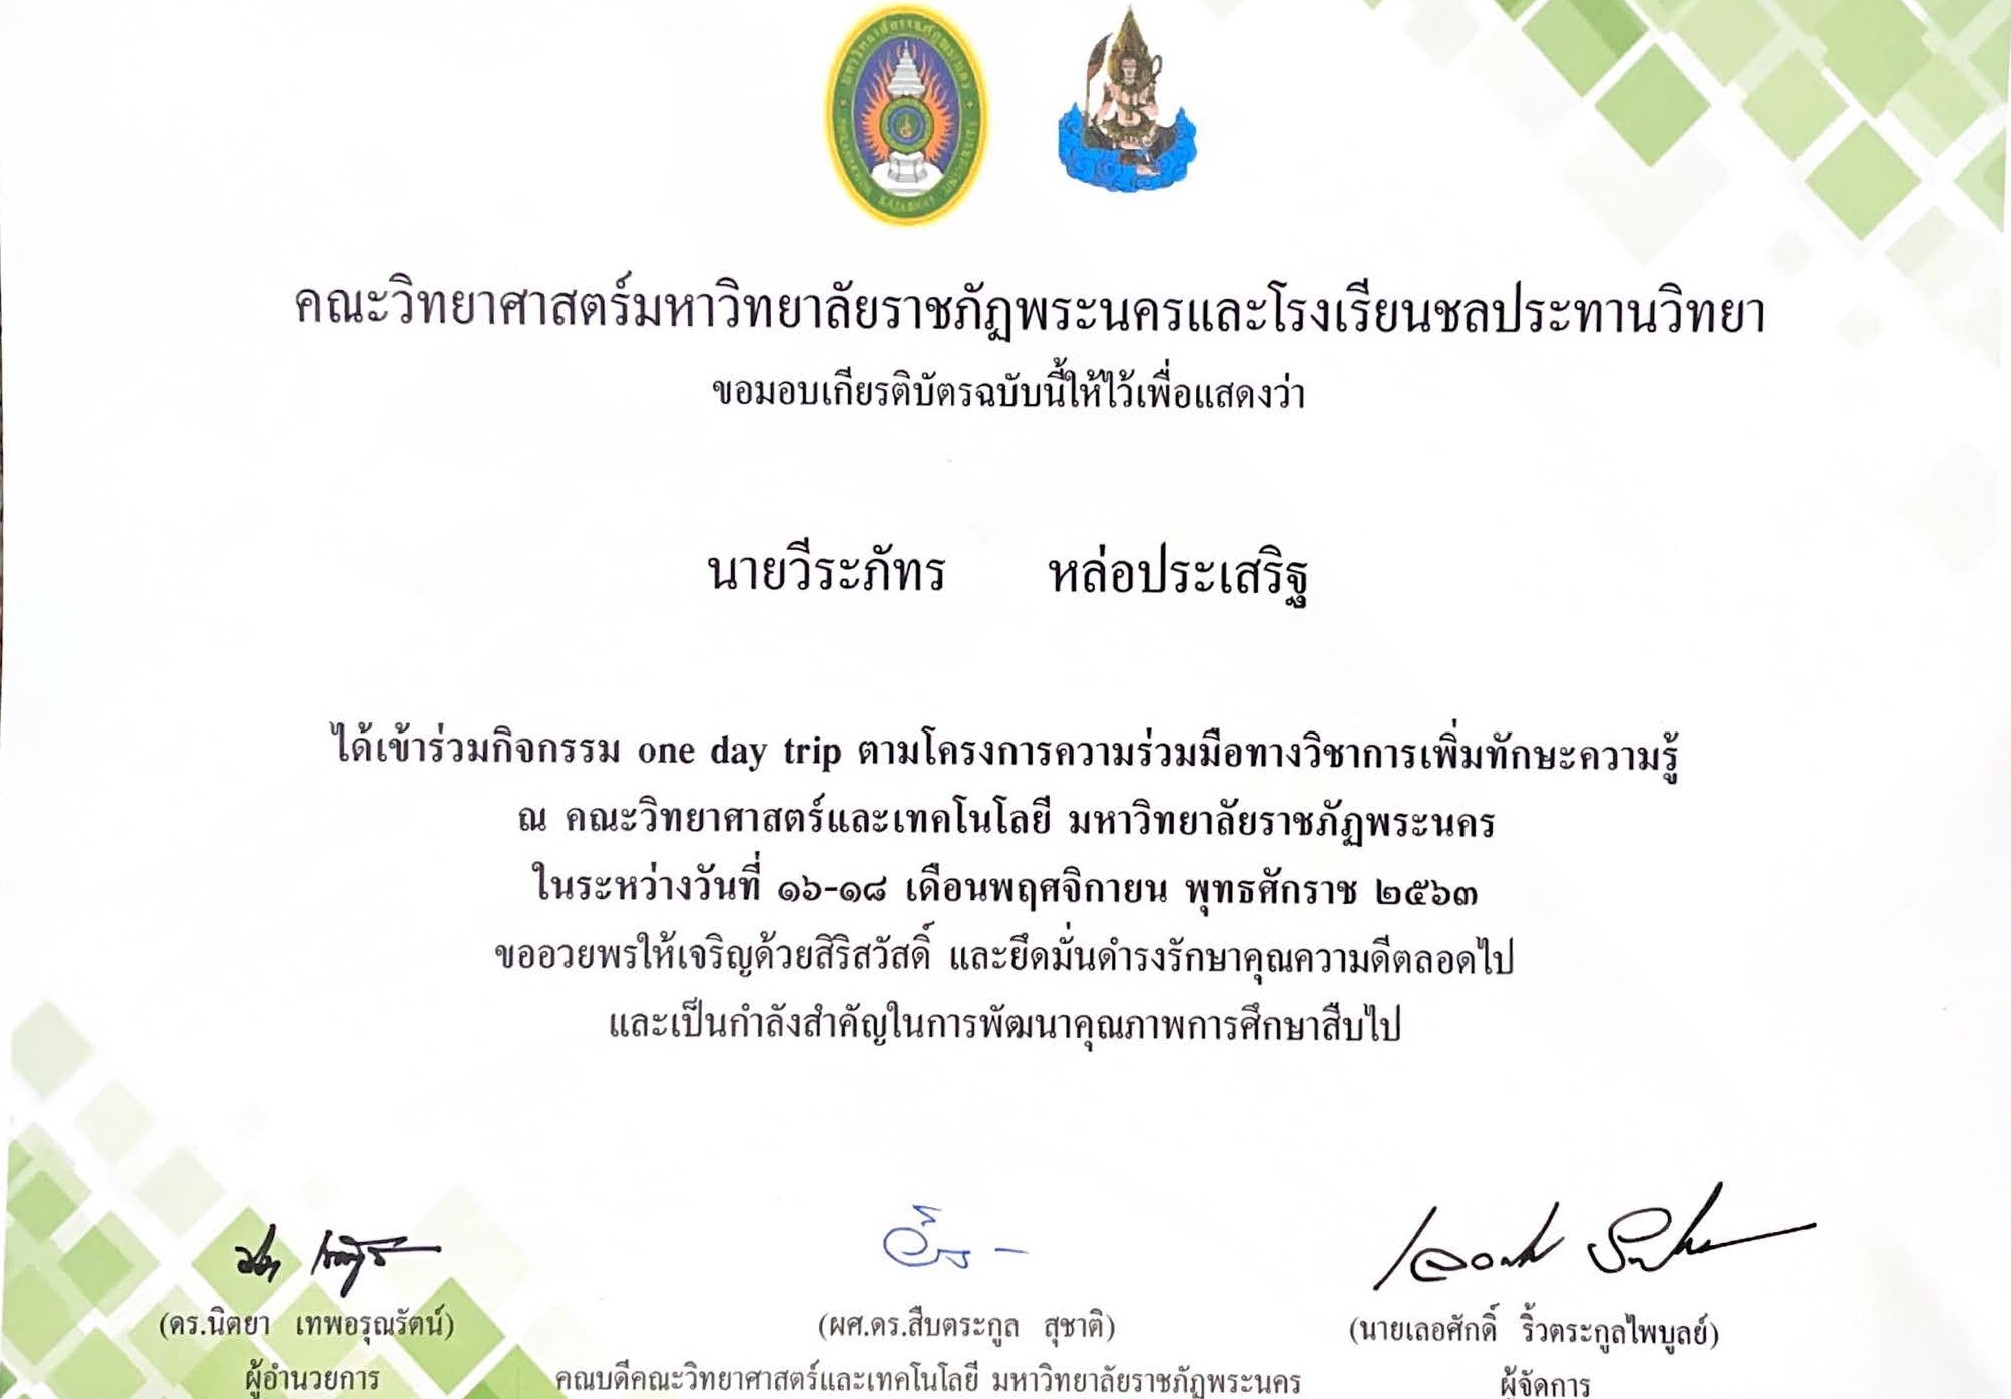 คณะวิทยาศาสตร์มหาวิทยาลัยราชภัฏพระนครและโรงเรียนชลประทานวิทยา
ขอมอบเกียรติบัตรฉบับนี้ให้ไว้เพื่อแสดงว่า
นายวีระภัทร หล่อประเสริฐ
ได้เข้าร่วมกิจกรรม one day trip ตามโครงการความร่วมมือทางวิชาการเพิ่มทักษะความรู้
ณ คณะวิทยาศาสตร์และเทคโนโลยี มหาวิทยาลัยราชภัฏพระนคร
ในระหว่างวันที่ ๑๖-๑๘ เดือนพฤศจิกายน พุทธศักราช ๒๕๖๓
ขออวยพรให้เจริญด้วยสิริสวัสดิ์ และยึดมั่นดำรงรักษาคุณความดีตลอดไป
และเป็นกำลังสำคัญในการพัฒนาคุณภาพการศึกษาสืบไป
(ดร.นิตยา เทพอรุณรัตน์) (ผศ.ดร.สืบตระกูล สุชาติ) (นายเลอศักดิ์ ริ้วตระกูลไพบูลย์)
ผู้อำนวยการ คณบดีคณะวิทยาศาสตร์และเทคโนโลยี มหาวิทยาลัยราชภัฏพระนคร ผู้จัดการ